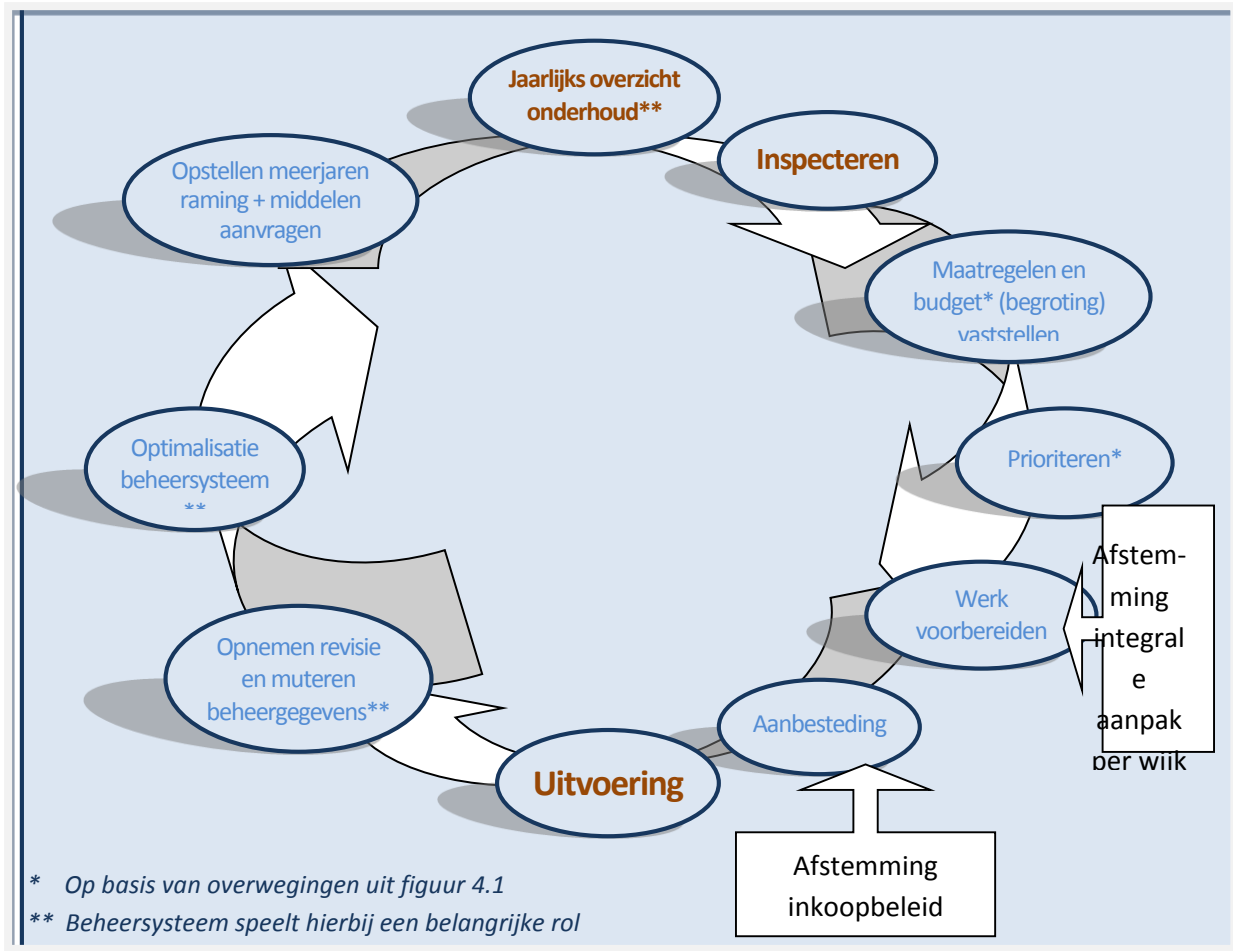 Jaarlijks overzicht
onderhoud**
Inspecteren
Maatregelen en
budget* (begroting)
vaststellen
Prioriteren*
Afstem-
ming
integral
e
aanpak
per wijk
Werk
voorbereiden
Aanbesteding
Afstemming
inkoopbeleid
Uitvoering
Opnemen revisie
en muteren
beheergegevens**
Optimalisatie
beheersysteem
**
Opstellen meerjaren
raming + middelen
aanvragen
* Op basis van overwegingen uit figuur 4.1
** Beheersysteem speelt hierbij een belangrijke rol